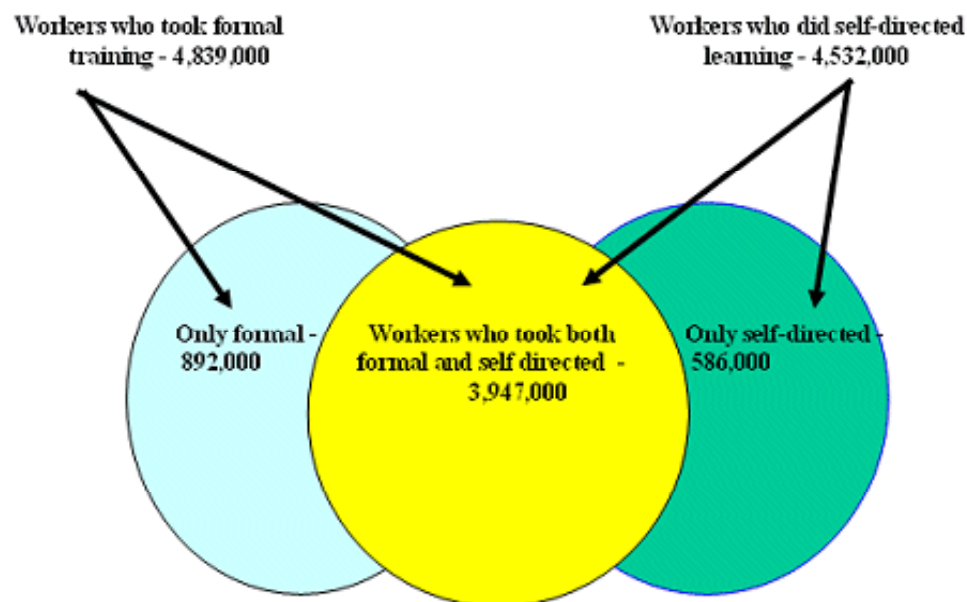 Workers who took formal
training - 4,839,000
Workers who did self-directed
learning - 4,532,000
Only formal -
892,000
Workers who took both
formal and self directed -
3,947,000
Only self-directed -
586,000